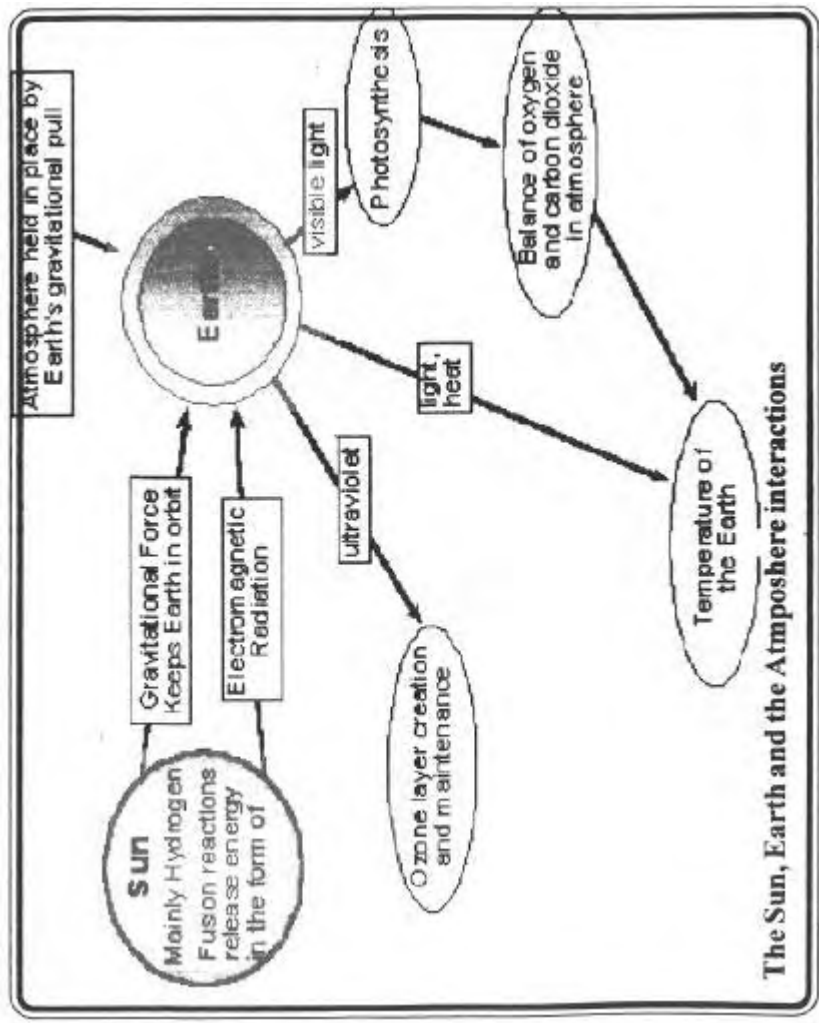 Atmosphere held in place by
Earth's gravitational pull
Gravitational Force
Keeps Earth in orbit
Sun
Mainly Hydrogen
Fusion reactions
release energy
in the form of
Electromagnetic
Radiation
Earth
visible light
ultraviolet
light,
heat
Photosynthesis
Ozone layer creation
and maintenance
Balance of oxygen
and carbon dioxide
in atmosphere
Temperature of
the Earth
The Sun, Earth and the Atmposhere interactions